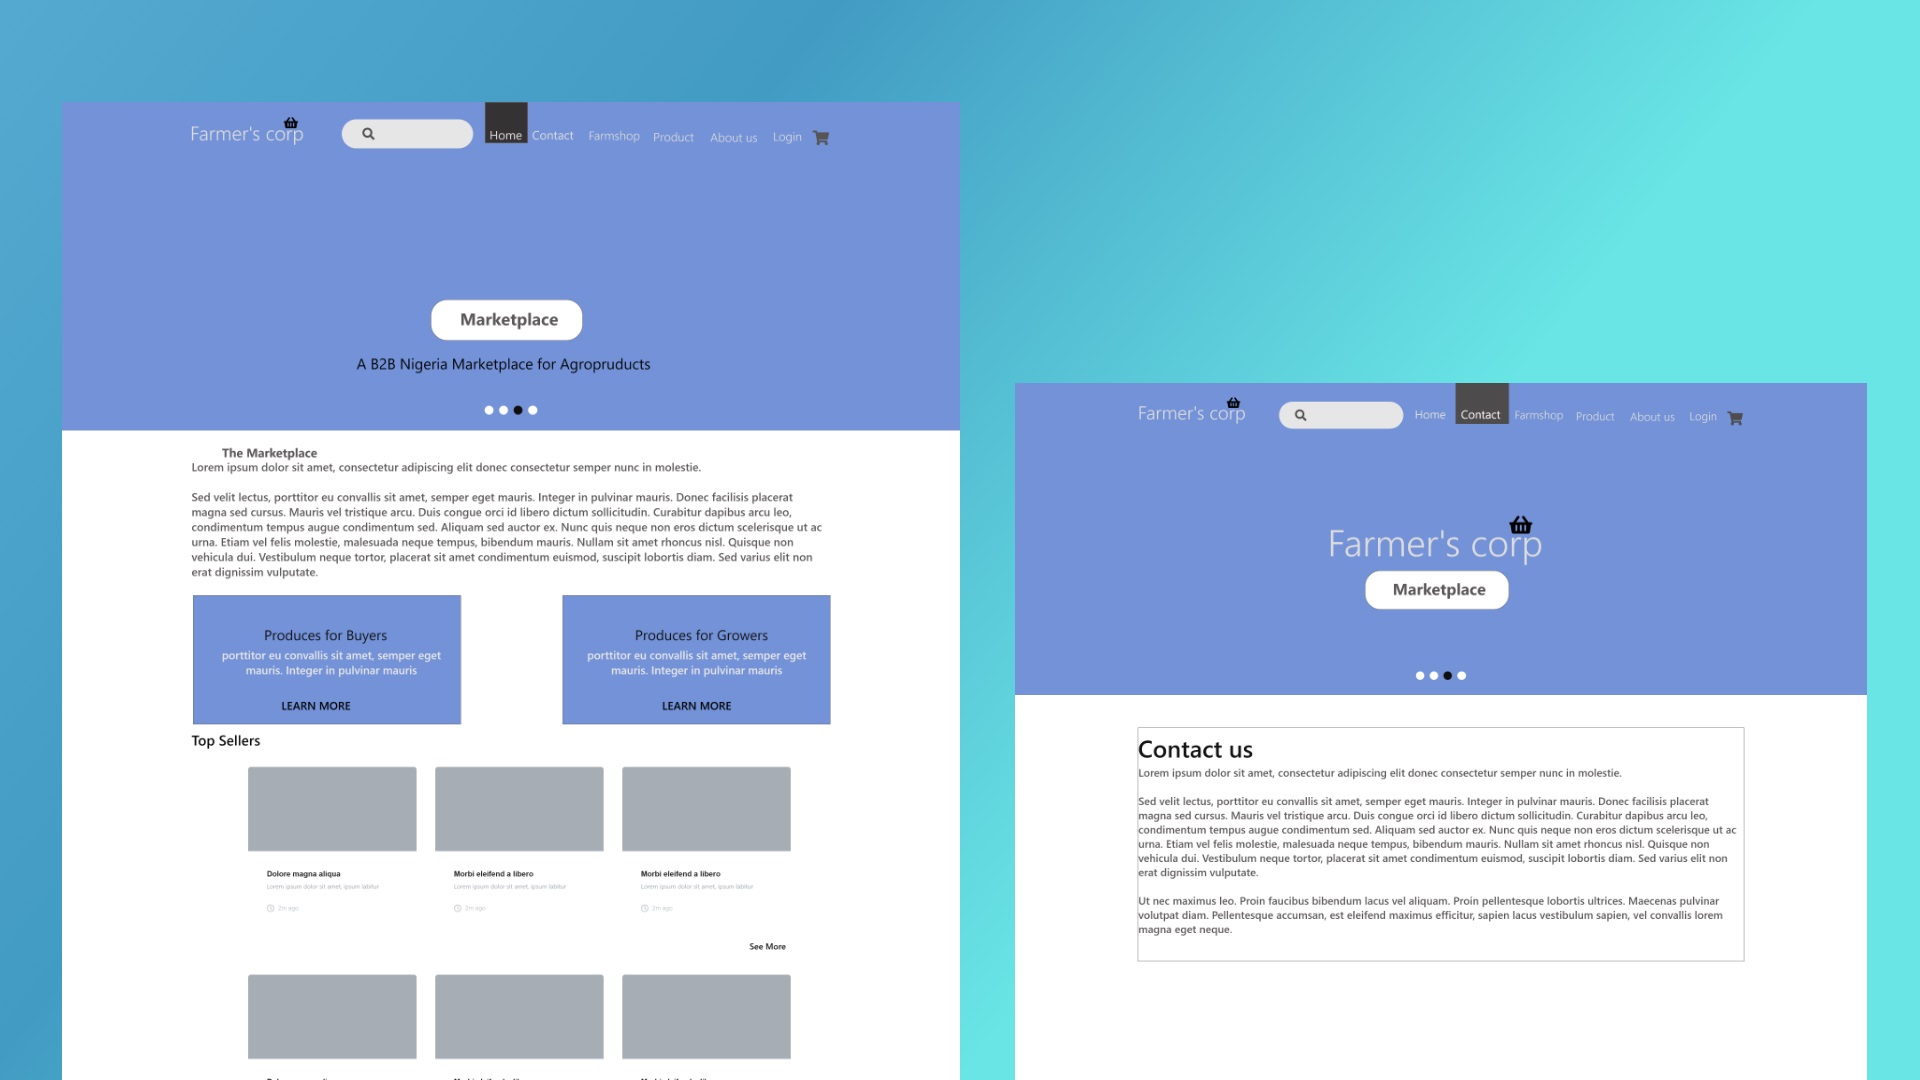 Farmer's corp
Home Contact Farmshop Product About us Login
Marketplace
A B2B Nigeria Marketplace for Agropruducts
The Marketplace
Lorem ipsum dolor sit amet, consectetur adipiscing elit donec consectetur semper nunc in molestie.
Sed velit lectus, porttitor eu convallis sit amet, semper eget mauris. Integer in pulvinar mauris. Donec facilisis placerat
magna sed cursus. Mauris vel tristique arcu. Duis congue orci id libero dictum sollicitudin. Curabitur dapibus arcu leo,
condimentum tempus augue condimentum sed. Aliquam sed auctor ex. Nunc quis neque non eros dictum scelerisque ut ac
urna. Etiam vel felis molestie, malesuada neque tempus, bibendum mauris. Nullam sit amet rhoncus nisl. Quisque non
vehicula dui. Vestibulum neque tortor, placerat sit amet condimentum euismod, suscipit lobortis diam. Sed varius elit non
erat dignissim vulputate.
Produces for Buyers
porttitor eu convallis sit amet, semper eget
mauris. Integer in pulvinar mauris
LEARN MORE
Produces for Growers
porttitor eu convallis sit amet, semper eget
mauris. Integer in pulvinar mauris
LEARN MORE
Top Sellers
Dolore magna aliqua
Lorem ipsum dolor sit amet, ipsum labitur
2m ago
Morbi eleifend a libero
Lorem ipsum dolor sit amet, ipsum labitur
2m ago
Morbi eleifend a libero
Lorem ipsum dolor sit amet, ipsum labitur
2m ago
See More
Farmer's corp
Home Contact Farmshop Product About us Login
Farmer's corp
Marketplace
Contact us
Lorem ipsum dolor sit amet, consectetur adipiscing elit donec consectetur semper nunc in molestie.
Sed velit lectus, porttitor eu convallis sit amet, semper eget mauris. Integer in pulvinar mauris. Donec facilisis placerat
magna sed cursus. Mauris vel tristique arcu. Duis congue orci id libero dictum sollicitudin. Curabitur dapibus arcu leo,
condimentum tempus augue condimentum sed. Aliquam sed auctor ex. Nunc quis neque non eros dictum scelerisque ut ac
urna. Etiam vel felis molestie, malesuada neque tempus, bibendum mauris. Nullam sit amet rhoncus nisl. Quisque non
vehicula dui. Vestibulum neque tortor, placerat sit amet condimentum euismod, suscipit lobortis diam. Sed varius elit non
erat dignissim vulputate.
Ut nec maximus leo. Proin faucibus bibendum lacus vel aliquam. Proin pellentesque lobortis ultrices. Maecenas pulvinar
volutpat diam. Pellentesque accumsan, est eleifend maximus efficitur, sapien lacus vestibulum sapien, vel convallis lorem
magna eget neque.